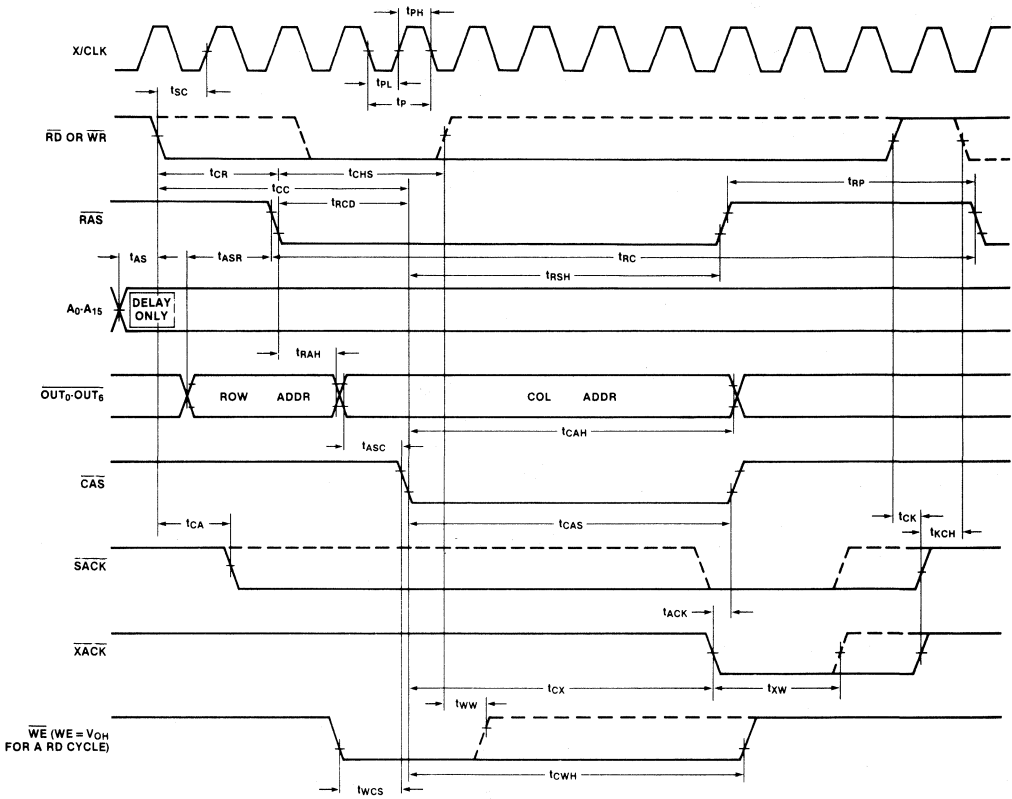 tPH
X/CLK
tSC
tPL
tP
RD OR WR
tCR
tCHS
tCC
tRP
tRCD
RAS
tAS
tASR
tRC
tRSH
A0-A15
DELAY
ONLY
tRAH
OUT0-OUT6
ROW ADDR
COL ADDR
tCAH
tASC
CAS
tCA
tCAS
tCK
tKCH
SACK
tACK
XACK
tCX
tXW
tWW
WE (WE = VOH
FOR A RD CYCLE)
tCWH
tWCS